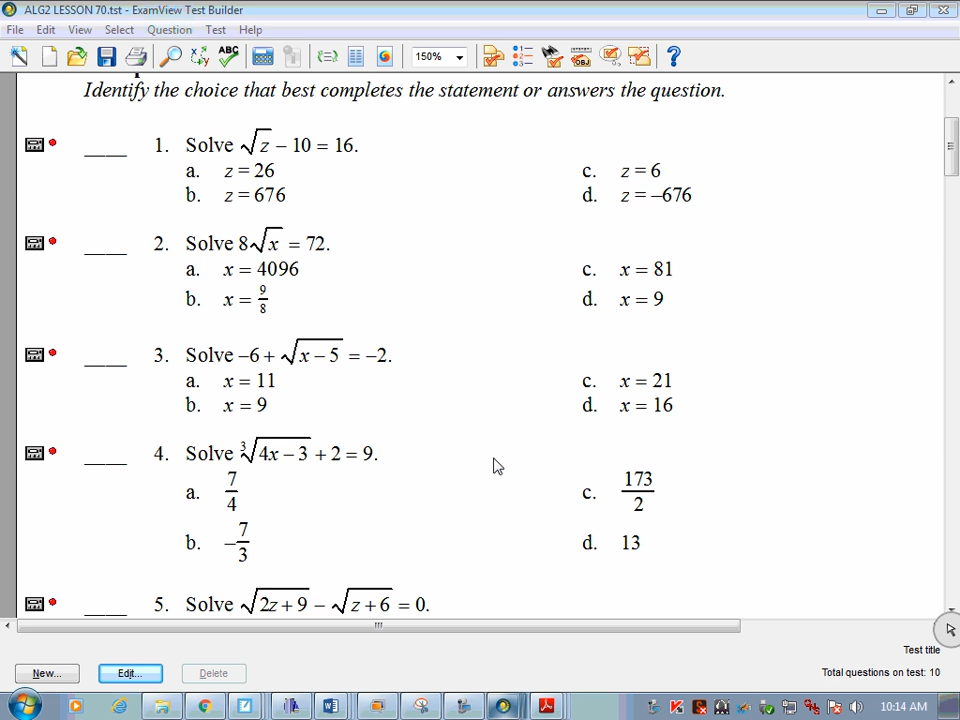 ALG2 LESSON 70.tst - ExamView Test Builder
File Edit View Select Question Test Help
ABC 150% OBJ ?
Identify the choice that best completes the statement or answers the question.
____ 1. Solve √z − 10 = 16.
a. z = 26 c. z = 6
b. z = 676 d. z = −676
____ 2. Solve 8√x = 72.
a. x = 4096 c. x = 81
b. x = 9/8 d. x = 9
____ 3. Solve −6 + √(x − 5) = −2.
a. x = 11 c. x = 21
b. x = 9 d. x = 16
____ 4. Solve ∛(4x − 3) + 2 = 9.
a. 7/4 c. 173/2
b. −7/3 d. 13
____ 5. Solve √(2z + 9) − √(z + 6) = 0.
Test title
New... Edit... Delete Total questions on test: 10
10:14 AM